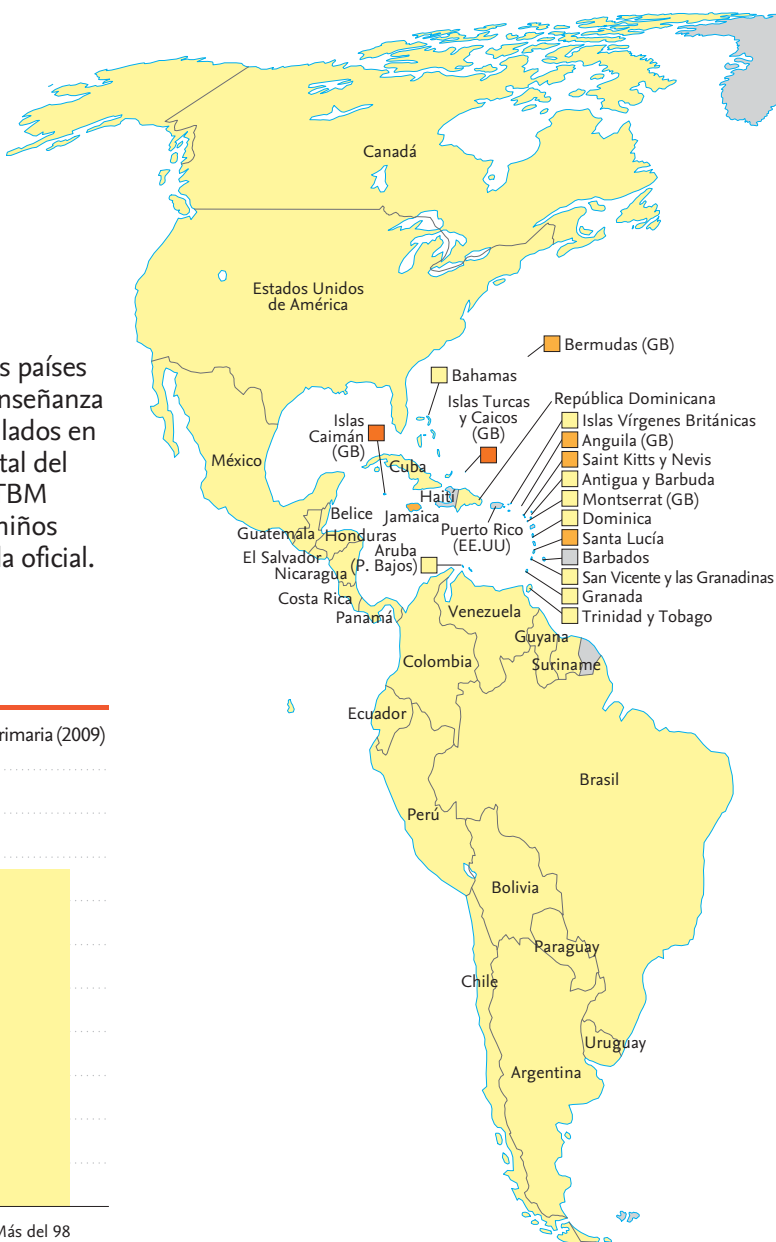 Canadá
Estados Unidos
de América
s países
nseñanza
lados en
tal del
TBM
niños
la oficial.
Bermudas (GB)
Bahamas
Islas Turcas
y Caicos
(GB)
República Dominicana
Islas Vírgenes Británicas
Anguila (GB)
Saint Kitts y Nevis
Antigua y Barbuda
Montserrat (GB)
Dominica
Santa Lucía
Barbados
San Vicente y las Granadinas
Granada
Trinidad y Tobago
Islas
Caimán
(GB)
México
Cuba
Haití
Belice
Jamaica
Puerto Rico
(EE.UU)
Guatemala
Honduras
El Salvador
Aruba
(P. Bajos)
Nicaragua
Costa Rica
Panamá
Venezuela
Guyana
Suriname
Colombia
Ecuador
rimaria (2009)
Brasil
Perú
Bolivia
Paraguay
Chile
Uruguay
Argentina
Más del 98